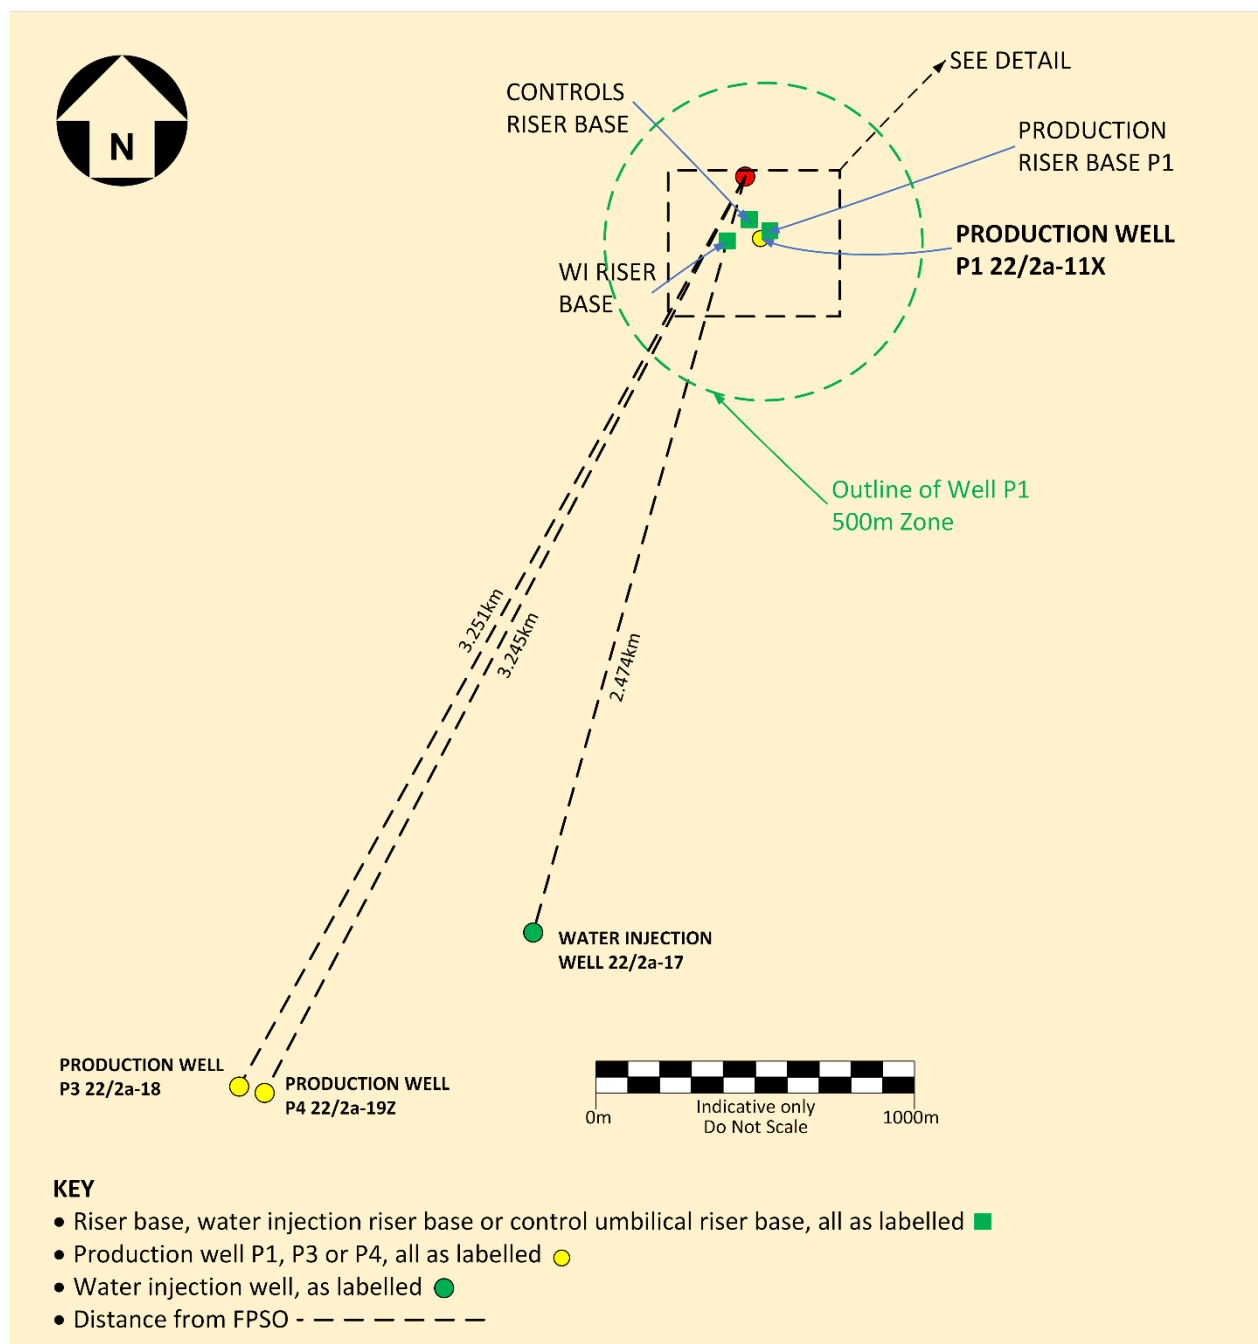 N
SEE DETAIL
CONTROLS
RISER BASE
PRODUCTION
RISER BASE P1
PRODUCTION WELL
P1 22/2a-11X
WI RISER
BASE
Outline of Well P1
500m Zone
3.251km
3.245km
2.474km
WATER INJECTION
WELL 22/2a-17
PRODUCTION WELL
P3 22/2a-18
PRODUCTION WELL
P4 22/2a-19Z
Indicative only
Do Not Scale
0m
1000m
KEY
• Riser base, water injection riser base or control umbilical riser base, all as labelled
• Production well P1, P3 or P4, all as labelled
• Water injection well, as labelled
• Distance from FPSO